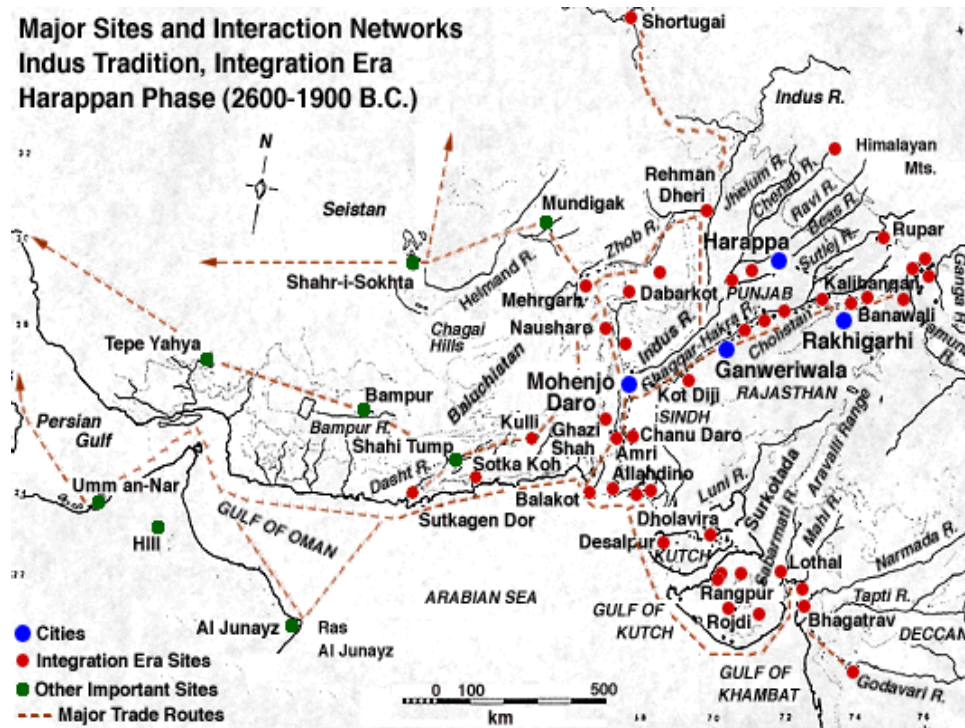 Major Sites and Interaction Networks
Indus Tradition, Integration Era
Harappan Phase (2600-1900 B.C.)
Shortugai
Indus R.
N
Himalayan
Mts.
Rehman
Dheri
Jhelum R.
Chenab R.
Ravi R.
Beas R.
Sutlej R.
Seistan
Mundigak
Zhob R.
Harappa
Rupar
Shahr-i-Sokhta
Helmand R.
Mehrgarh
Dabarkot
PUNJAB
Kalibangan
Ganga R.
Chagai
Hills
Nausharo
Indus R.
Hakra R.
Cholistan
Banawali
Rakhigarhi
Tepe Yahya
Baluchistan
Ganweriwala
Mohenjo
Daro
Kot Diji
RAJASTHAN
Bampur
Bampur R.
Persian
Gulf
Kulli
Ghazi
Shah
SINDH
Shahi Tump
Chanu Daro
Amri
Aravalli Range
Dasht R.
Sotka Koh
Allahdino
Luni R.
Umm an-Nar
Balakot
Sutkagen Dor
Surkotada
GULF OF OMAN
Hili
Dholavira
Desalpur
KUTCH
Sabarmati R.
Mahi R.
Narmada R.
Lothal
ARABIAN SEA
Rangpur
Tapti R.
GULF OF
KUTCH
Rojdi
Bhagatrav
Al Junayz
Ras
Al Junayz
DECCAN
GULF OF
KHAMBAT
Godavari R.
Cities
Integration Era Sites
Other Important Sites
Major Trade Routes
0 100 500
km
70